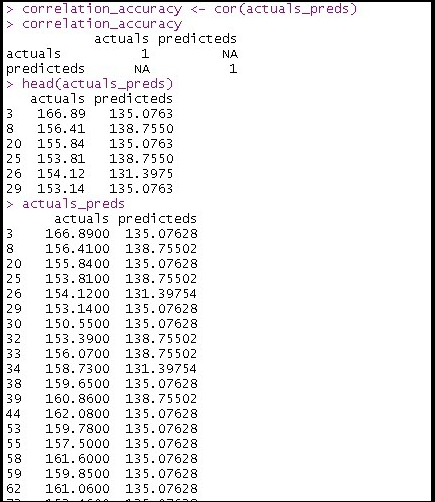 > correlation_accuracy <- cor(actuals_preds)
> correlation_accuracy
actuals predicteds
actuals 1 NA
predicteds NA 1
> head(actuals_preds)
actuals predicteds
3 166.89 135.0763
8 156.41 138.7550
20 155.84 135.0763
25 153.81 138.7550
26 154.12 131.3975
29 153.14 135.0763
> actuals_preds
actuals predicteds
3 166.8900 135.07628
8 156.4100 138.75502
20 155.8400 135.07628
25 153.8100 138.75502
26 154.1200 131.39754
29 153.1400 135.07628
30 150.5500 135.07628
32 153.3900 138.75502
33 156.0700 138.75502
34 158.7300 131.39754
38 159.6500 135.07628
39 160.8600 138.75502
44 162.0800 135.07628
53 159.7800 135.07628
55 157.5000 135.07628
58 161.6000 135.07628
59 159.8500 135.07628
62 161.0600 135.07628